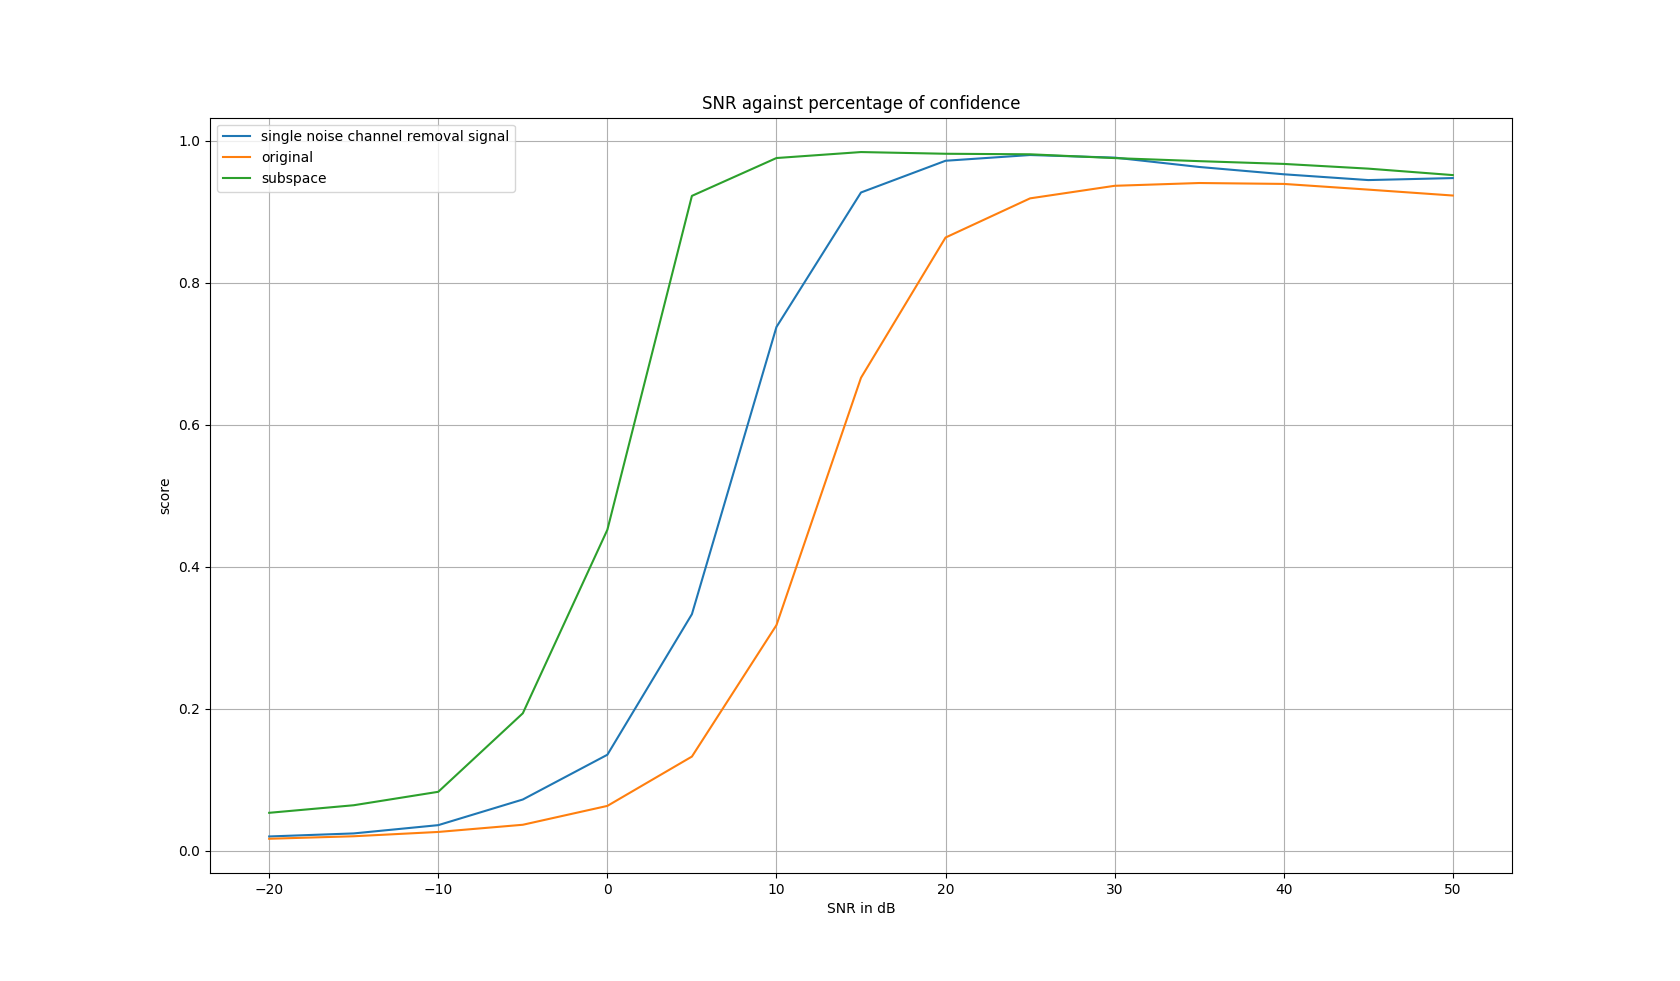 SNR against percentage of confidence
single noise channel removal signal
original
subspace
1.0
0.8
0.6
0.4
0.2
0.0
score
−20 −10 0 10 20 30 40 50
SNR in dB